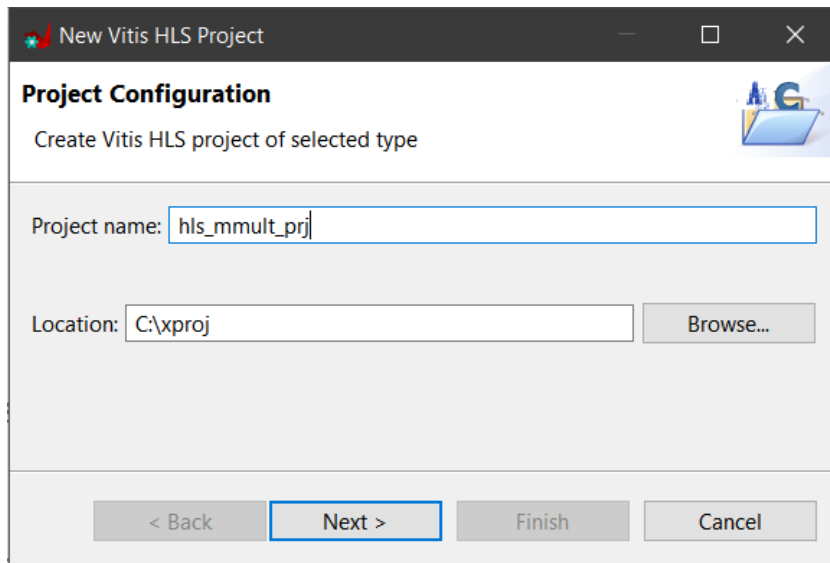 New Vitis HLS Project
Project Configuration
Create Vitis HLS project of selected type
Project name: hls_mmult_prj
Location: C:\xproj Browse...
< Back Next > Finish Cancel